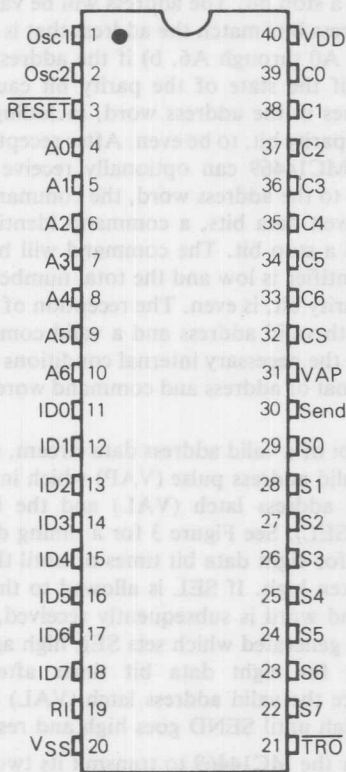 Osc1 1 40 VDD
Osc2 2 39 C0
RESET 3 38 C1
A0 4 37 C2
A1 5 36 C3
A2 6 35 C4
A3 7 34 C5
A4 8 33 C6
A5 9 32 CS
A6 10 31 VAP
ID0 11 30 Send
ID1 12 29 S0
ID2 13 28 S1
ID3 14 27 S2
ID4 15 26 S3
ID5 16 25 S4
ID6 17 24 S5
ID7 18 23 S6
RI 19 22 S7
VSS 20 21 TRO